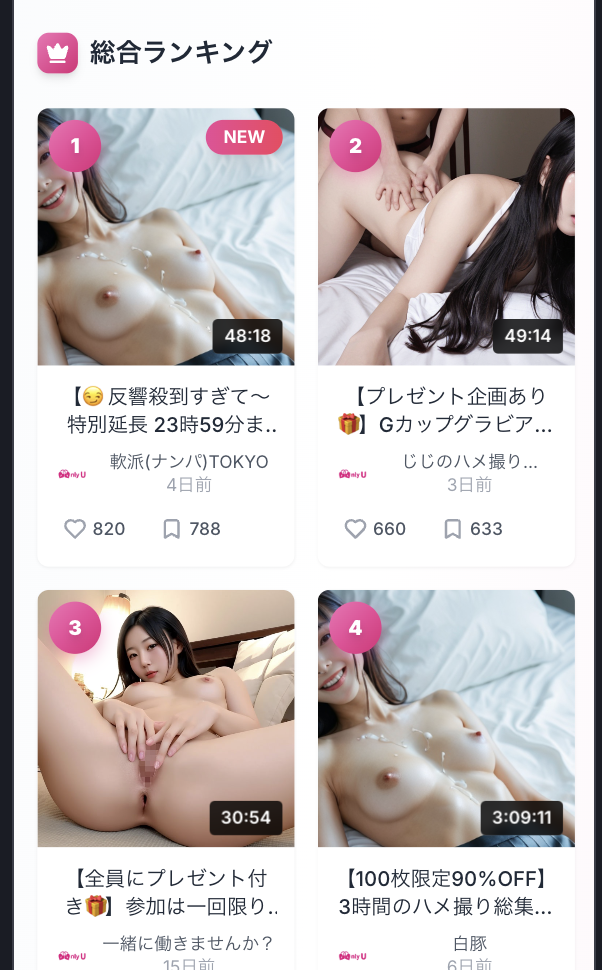 総合ランキング
1
NEW
48:18
【😏反響殺到すぎて〜
特別延長 23時59分ま..
Only U
軟派(ナンパ)TOKYO
4日前
820
788
2
49:14
【プレゼント企画あり
🎁】Gカップグラビア...
Only U
じじのハメ撮り...
3日前
660
633
3
30:54
【全員にプレゼント付
き🎁】参加は一回限り..
Only U
一緒に働きませんか？
15日前
4
3:09:11
【100枚限定90%OFF】
3時間のハメ撮り総集...
Only U
白豚
6日前